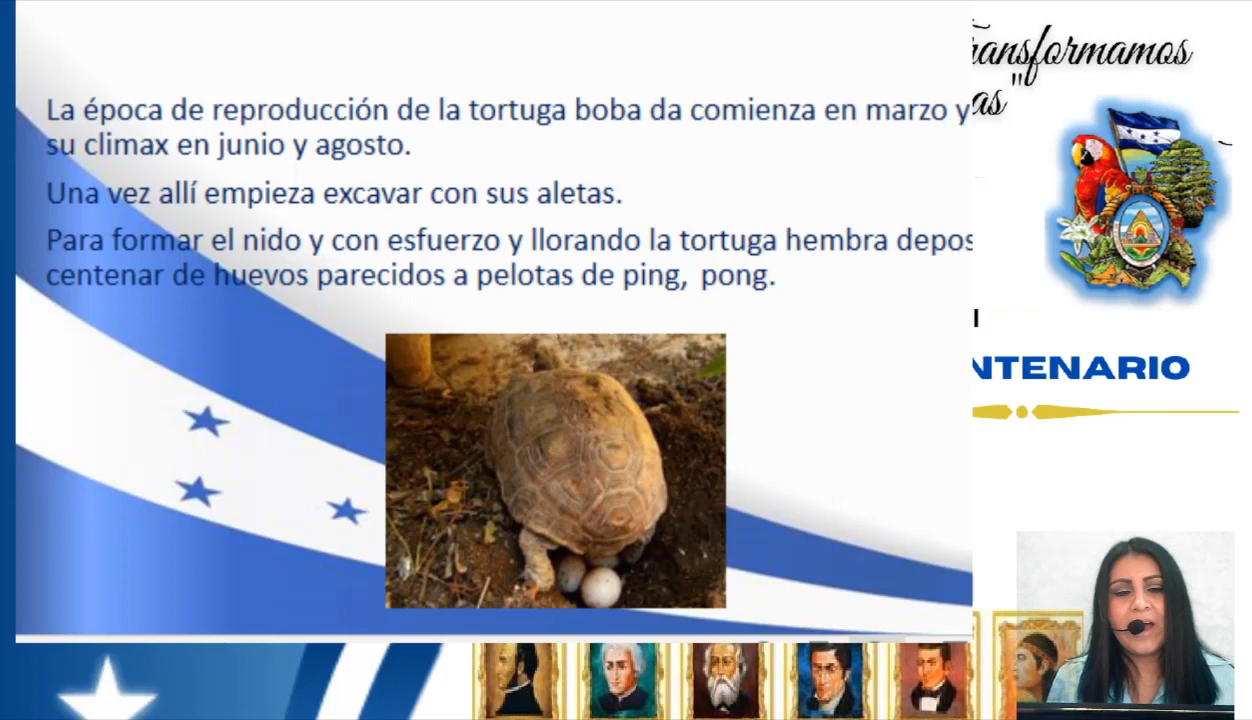 La época de reproducción de la tortuga boba da comienza en marzo y
su climax en junio y agosto.
Una vez allí empieza excavar con sus aletas.
Para formar el nido y con esfuerzo y llorando la tortuga hembra depos
centenar de huevos parecidos a pelotas de ping, pong.
ransformamos
as"
NTENARIO